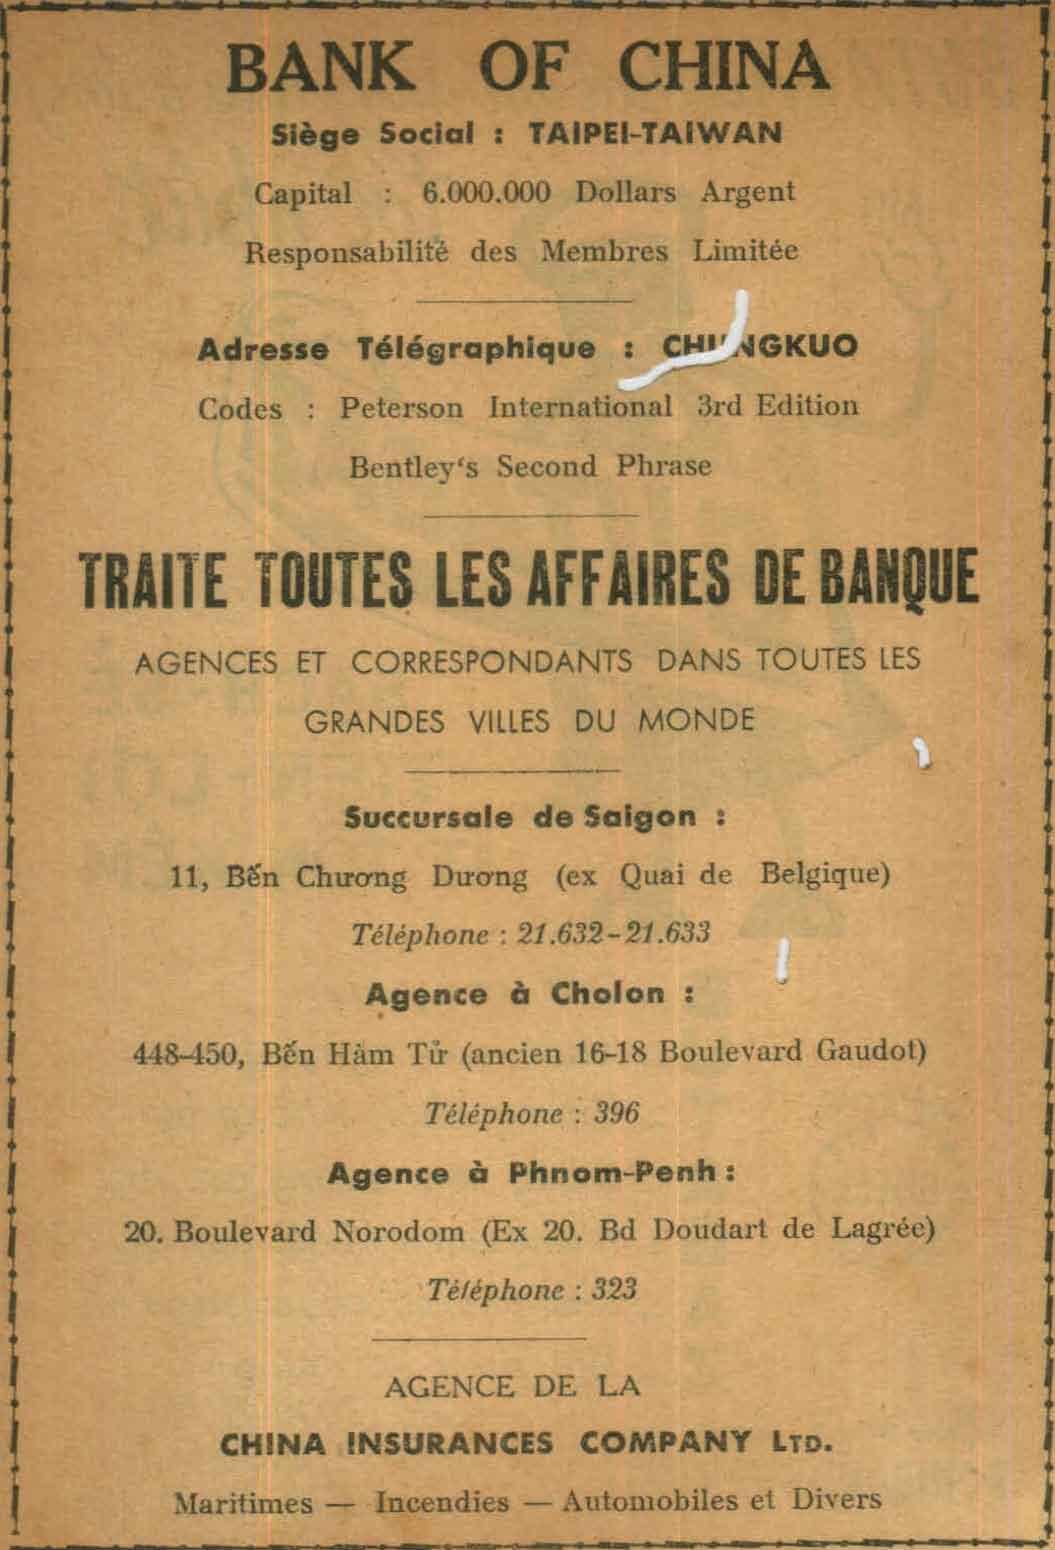 BANK OF CHINA
Siège Social : TAIPEI-TAIWAN
Capital : 6.000.000 Dollars Argent
Responsabilité des Membres Limitée
Adresse Télégraphique : CHUNGKUO
Codes : Peterson International 3rd Edition
Bentley‘s Second Phrase
TRAITE TOUTES LES AFFAIRES DE BANQUE
AGENCES ET CORRESPONDANTS DANS TOUTES LES
GRANDES VILLES DU MONDE
Succursale de Saigon :
11, Bến Chương Dương (ex Quai de Belgique)
Téléphone : 21.632-21.633
Agence à Cholon :
448-450, Bến Hàm Tử (ancien 16-18 Boulevard Gaudot)
Téléphone : 396
Agence à Phnom-Penh :
20. Boulevard Norodom (Ex 20. Bd Doudart de Lagrée)
Téléphone : 323
AGENCE DE LA
CHINA INSURANCES COMPANY LTD.
Maritimes — Incendies — Automobiles et Divers